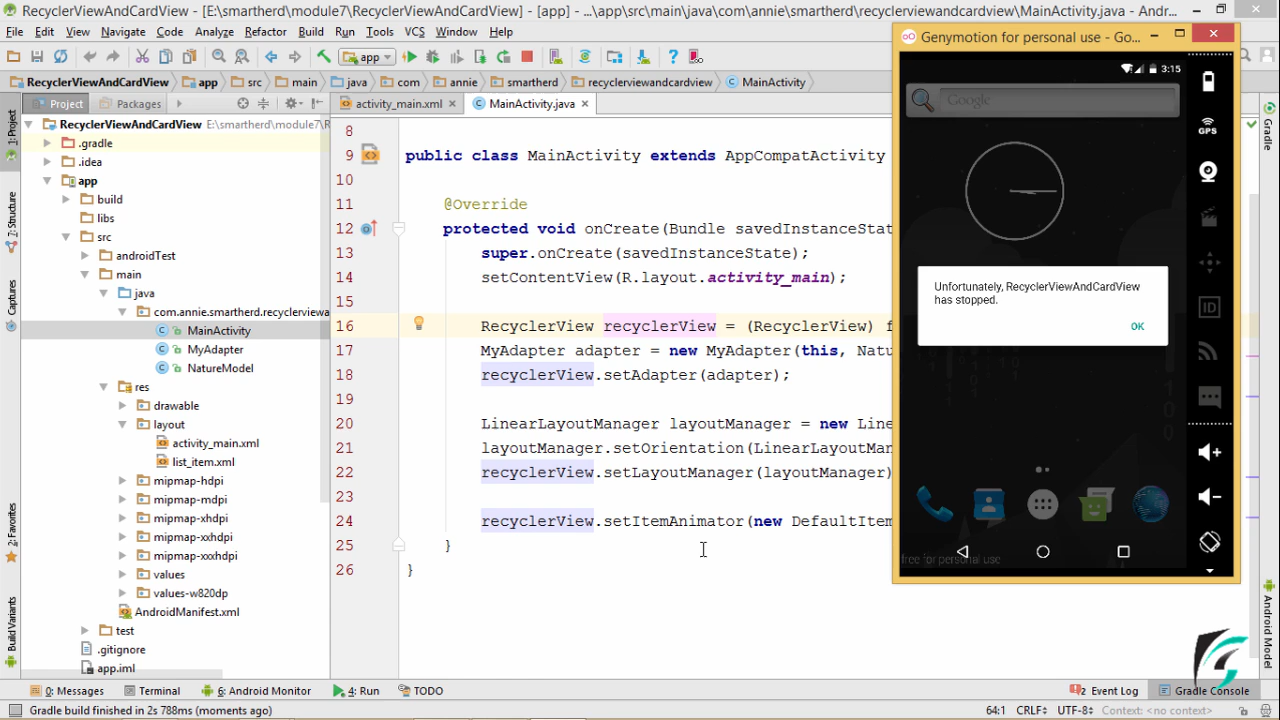 RecyclerViewAndCardView - [E:\smartherd\module7\RecyclerViewAndCardView] - [app] - ...\app\src\main\java\com\annie\smartherd\recyclerviewandcardview\MainActivity.java - Andr...
File Edit View Navigate Code Analyze Refactor Build Run Tools VCS Window Help
app
RecyclerViewAndCardView app src main java com annie smartherd recyclerviewandcardview MainActivity
Project Packages activity_main.xml MainActivity.java
RecyclerViewAndCardView E:\smartherd\module7\R
.gradle
.idea
app
build
libs
src
androidTest
main
java
com.annie.smartherd.recyclerviewa
MainActivity
MyAdapter
NatureModel
res
drawable
layout
activity_main.xml
list_item.xml
mipmap-hdpi
mipmap-mdpi
mipmap-xhdpi
mipmap-xxhdpi
mipmap-xxxhdpi
values
values-w820dp
AndroidManifest.xml
test
.gitignore
app.iml
1: Project
7: Structure
Captures
2: Favorites
Build Variants
8
9 public class MainActivity extends AppCompatActivity
10
11 @Override
12 protected void onCreate(Bundle savedInstanceSta
13 super.onCreate(savedInstanceState);
14 setContentView(R.layout.activity_main);
15
16 RecyclerView recyclerView = (RecyclerView) f
17 MyAdapter adapter = new MyAdapter(this, Natu
18 recyclerView.setAdapter(adapter);
19
20 LinearLayoutManager layoutManager = new Line
21 layoutManager.setOrientation(LinearLayoutMan
22 recyclerView.setLayoutManager(layoutManager)
23
24 recyclerView.setItemAnimator(new DefaultItem
25 }
26 }
Genymotion for personal use - Go...
3:15
Google
Unfortunately, RecyclerViewAndCardView
has stopped.
OK
free for personal use
GPS
ID
Gradle
Android Model
0: Messages Terminal 6: Android Monitor 4: Run TODO 2 Event Log Gradle Console
Gradle build finished in 2s 788ms (moments ago) 64:1 CRLF÷ UTF-8÷ Context: <no context>